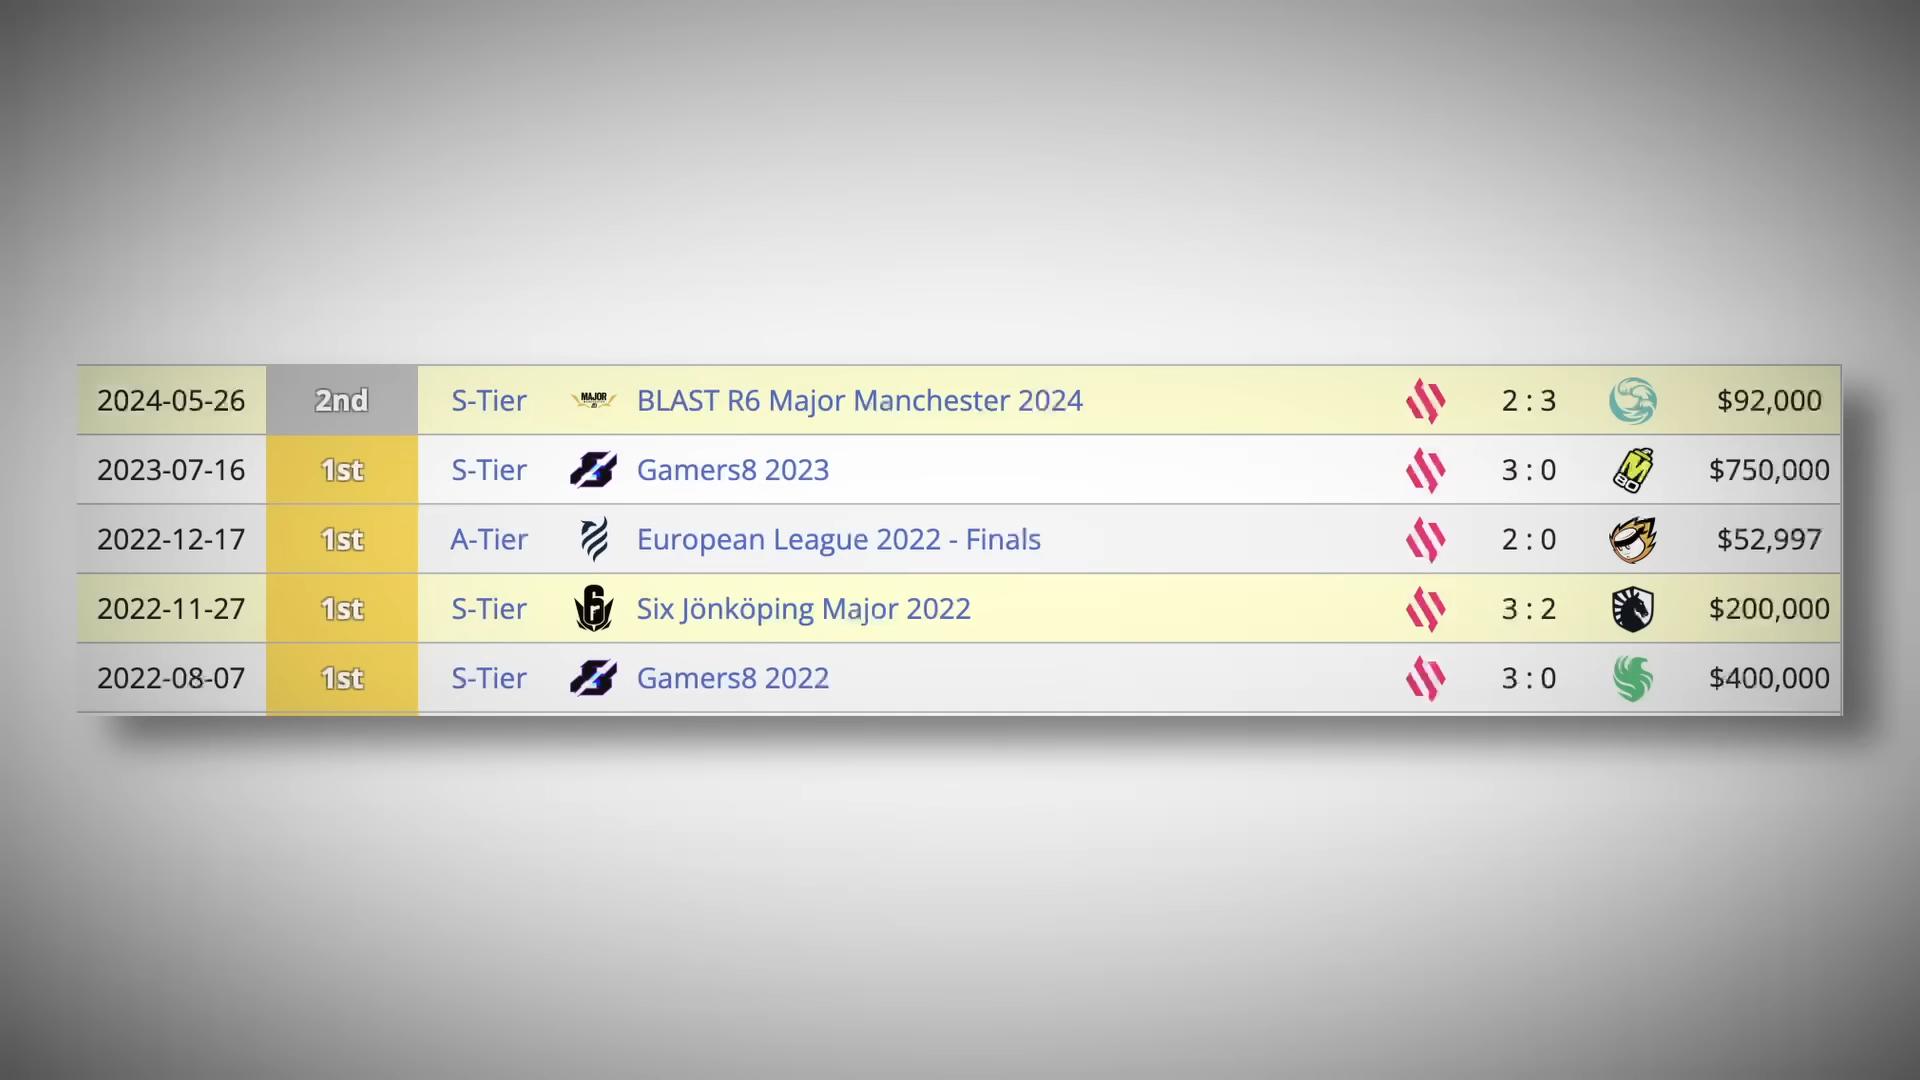 2024-05-26 2nd S-Tier MAJOR BLAST R6 Major Manchester 2024 2 : 3 $92,000
2023-07-16 1st S-Tier Gamers8 2023 3 : 0 M80 $750,000
2022-12-17 1st A-Tier European League 2022 - Finals 2 : 0 $52,997
2022-11-27 1st S-Tier 6 Six Jönköping Major 2022 3 : 2 $200,000
2022-08-07 1st S-Tier Gamers8 2022 3 : 0 $400,000